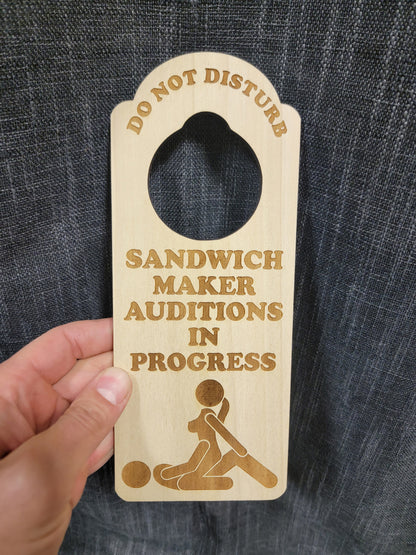 DO NOT DISTURB
SANDWICH
MAKER
AUDITIONS
IN
PROGRESS